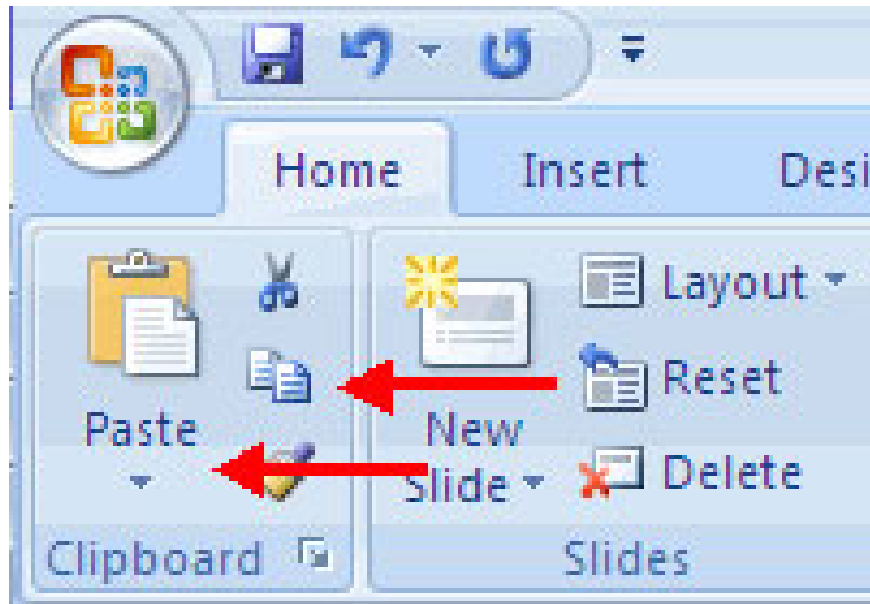 Home Insert Desi
Layout
Reset
Paste New
Slide Delete
Clipboard Slides